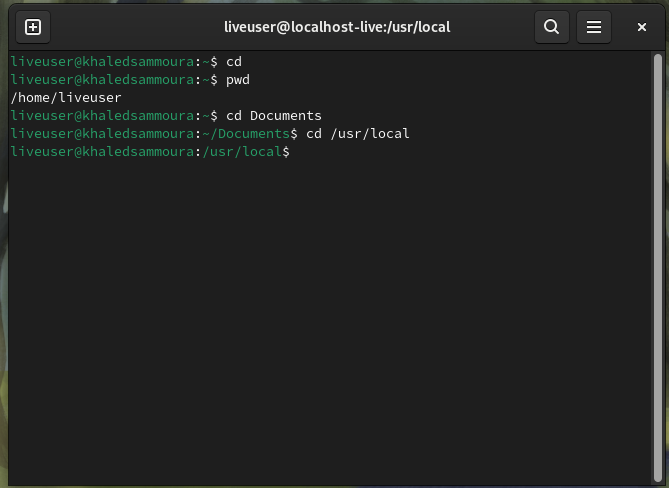 liveuser@localhost-live:/usr/local
liveuser@khaledsammoura:~$ cd
liveuser@khaledsammoura:~$ pwd
/home/liveuser
liveuser@khaledsammoura:~$ cd Documents
liveuser@khaledsammoura:~/Documents$ cd /usr/local
liveuser@khaledsammoura:/usr/local$